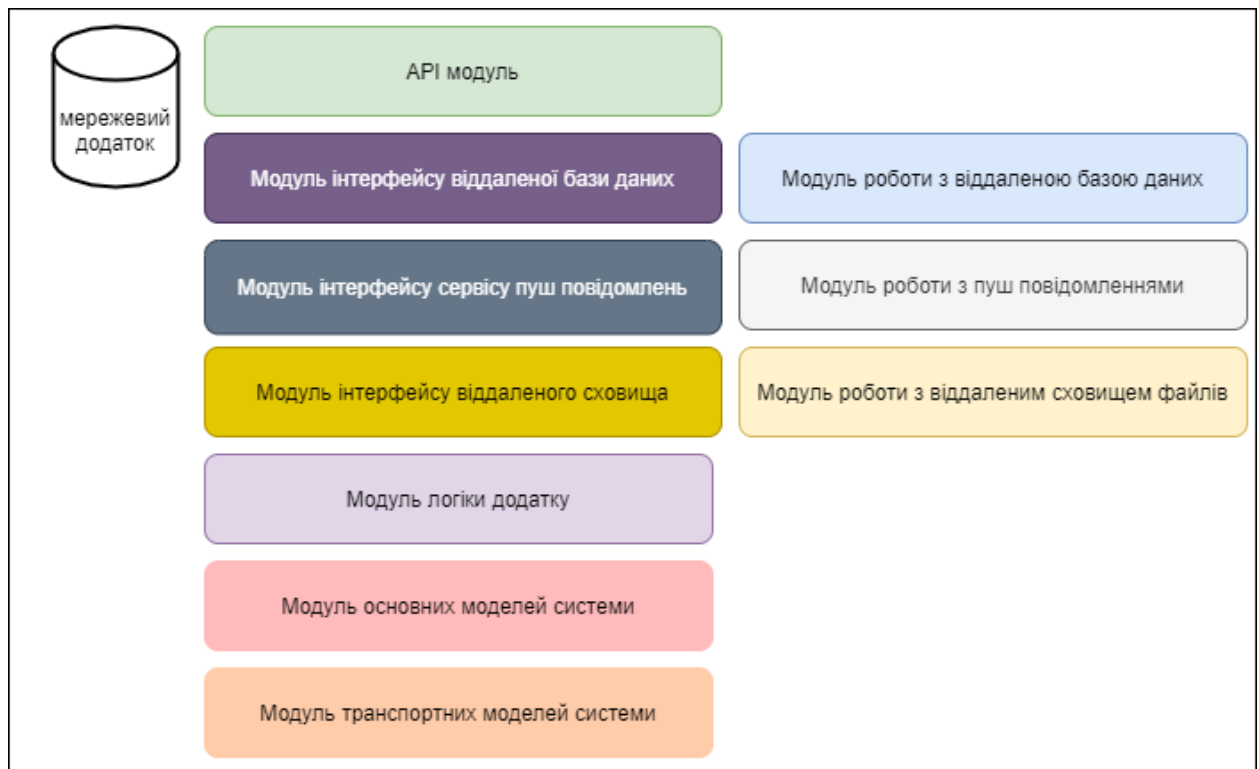 мережевий
додаток
API модуль
Модуль інтерфейсу віддаленої бази даних
Модуль роботи з віддаленою базою даних
Модуль інтерфейсу сервісу пуш повідомлень
Модуль роботи з пуш повідомленнями
Модуль інтерфейсу віддаленого сховища
Модуль роботи з віддаленим сховищем файлів
Модуль логіки додатку
Модуль основних моделей системи
Модуль транспортних моделей системи